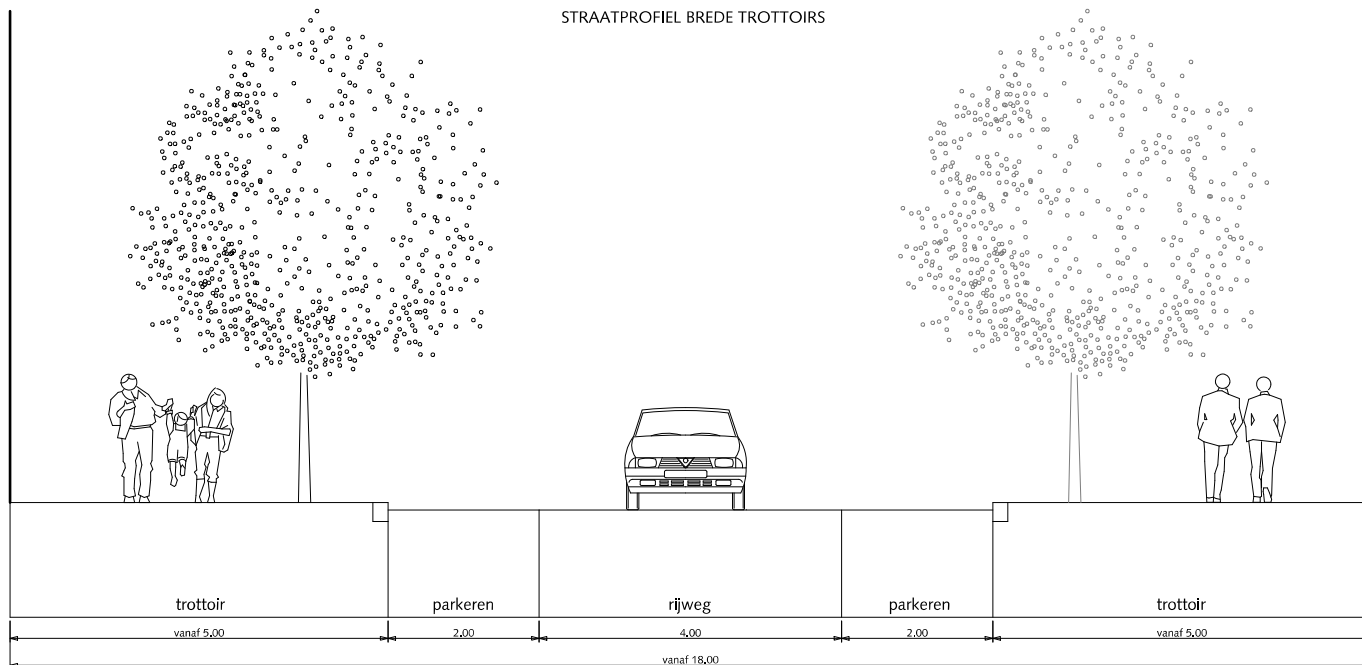 STRAATPROFIEL BREDE TROTTOIRS
trottoir parkeren rijweg parkeren trottoir
vanaf 5.00 2.00 4.00 2.00 vanaf 5.00
vanaf 18.00